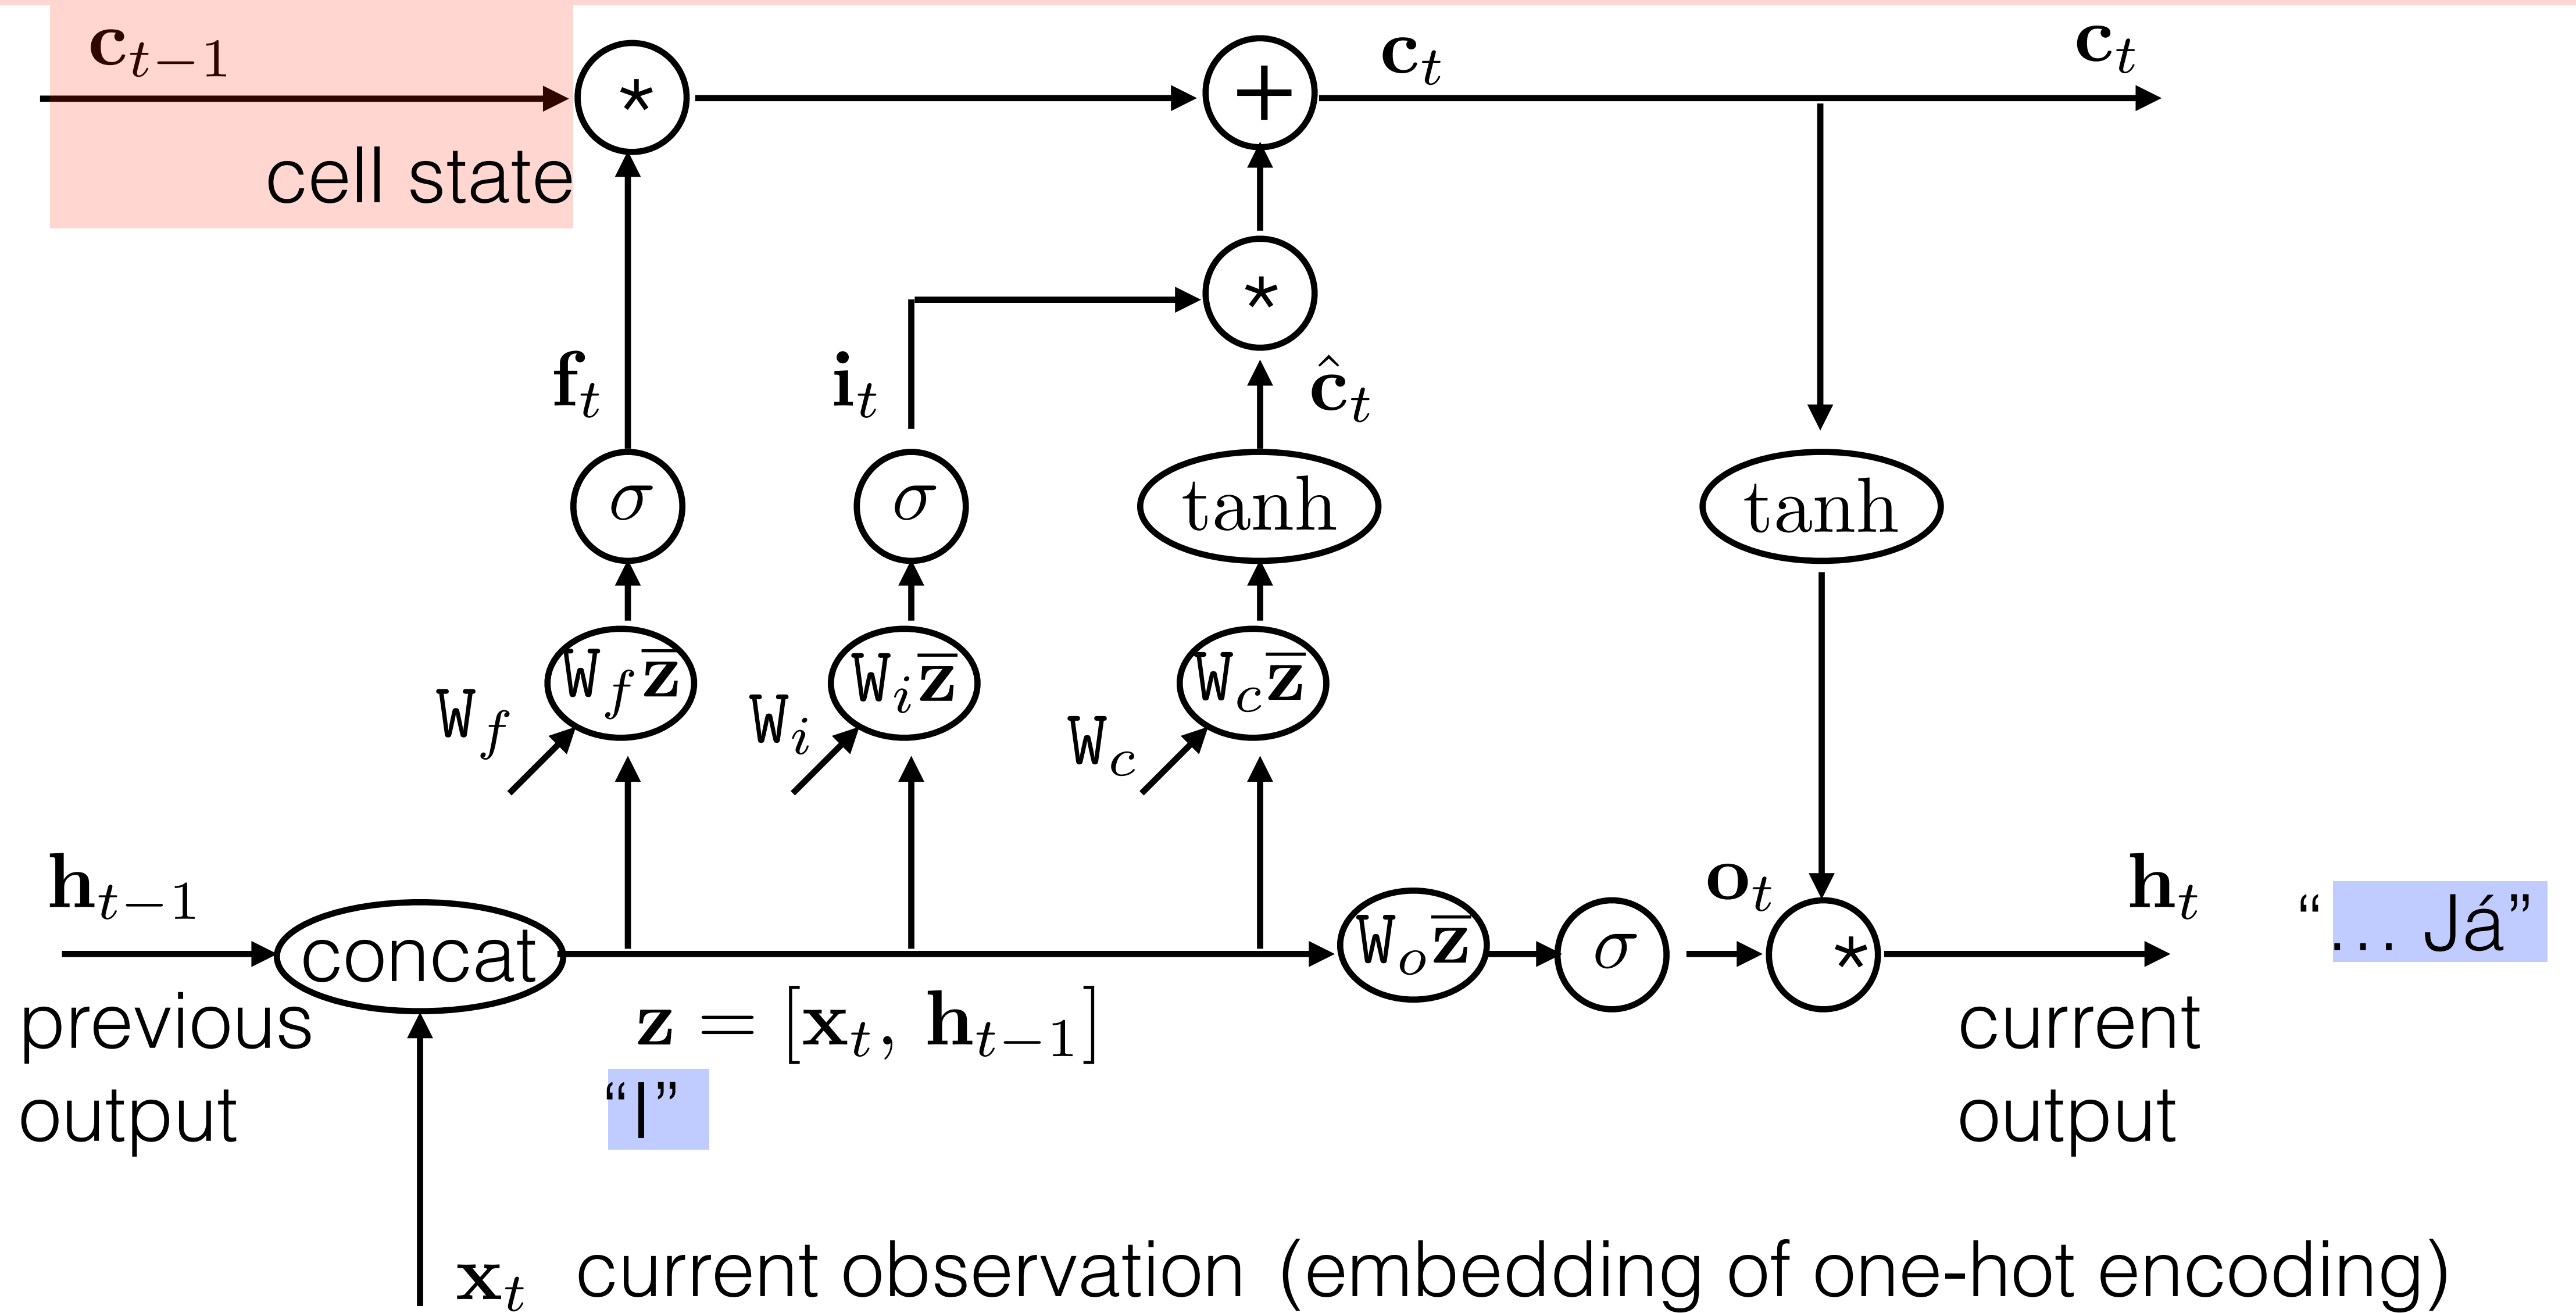 c_{t−1} * + c_t c_t
cell state
*
f_t i_t ĉ_t
σ σ tanh tanh
W_f z̅ W_i z̅ W_c z̅
W_f W_i W_c
h_{t−1} concat W_o z̅ σ o_t * h_t “… Já”
previous
output
z = [x_t, h_{t−1}]
“I”
current
output
x_t current observation (embedding of one-hot encoding)